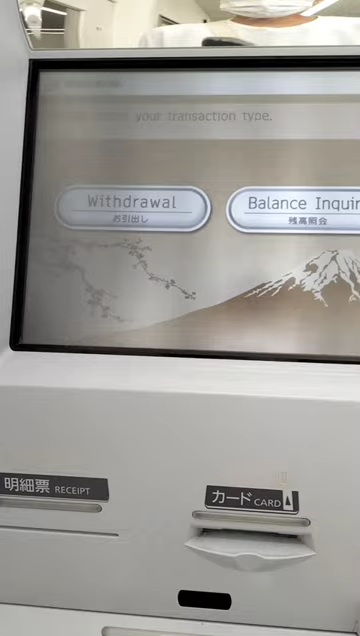 your transaction type.
Withdrawal
お引出し
Balance Inquir
残高照会
明細票 RECEIPT
カード CARD